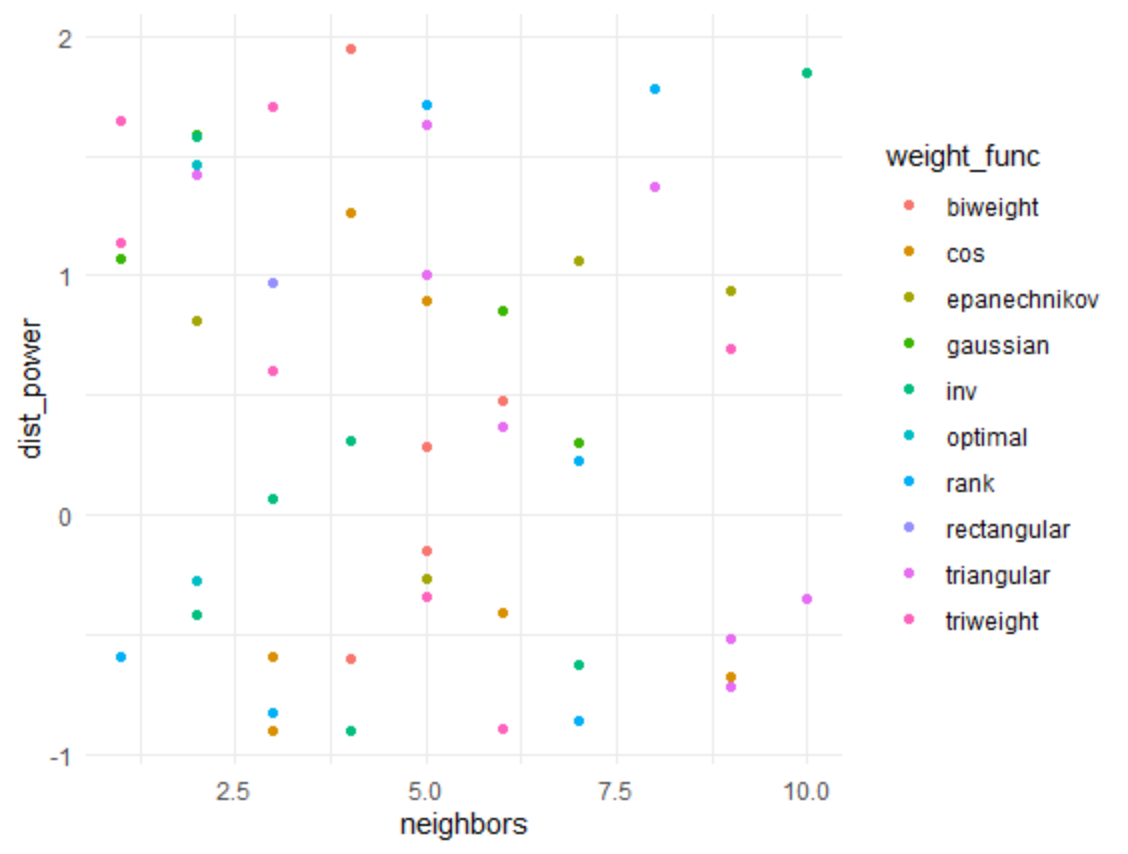 2
1
0
-1
dist_power
2.5
5.0
7.5
10.0
neighbors
weight_func
biweight
cos
epanechnikov
gaussian
inv
optimal
rank
rectangular
triangular
triweight